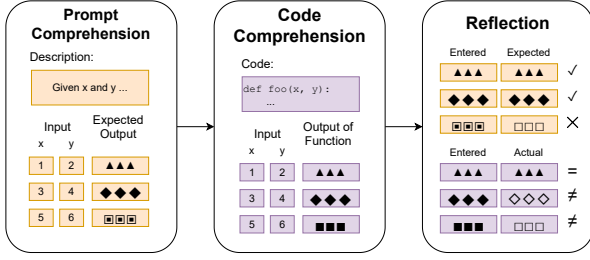 Prompt
Comprehension
Description:
Given x and y ...
Input
Expected
Output
x y
1 2 ▲▲▲
3 4 ◆◆◆
5 6 ▣▣▣
Code
Comprehension
Code:
def foo(x, y):
...
Input
Output of
Function
x y
1 2 ▲▲▲
3 4 ◆◆◆
5 6 ■■■
Reflection
Entered Expected
▲▲▲ ▲▲▲ ✓
◆◆◆ ◆◆◆ ✓
▣▣▣ □□□ ✕
Entered Actual
▲▲▲ ▲▲▲ =
◆◆◆ ◇◇◇ ≠
■■■ □□□ ≠